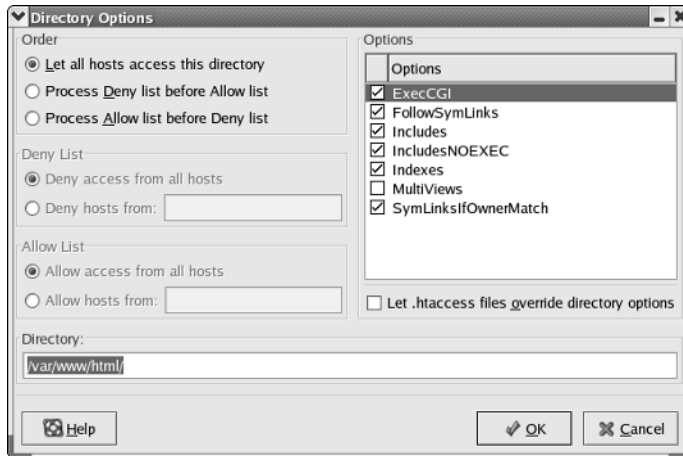 Directory Options
Order
Let all hosts access this directory
Process Deny list before Allow list
Process Allow list before Deny list
Deny List
Deny access from all hosts
Deny hosts from:
Allow List
Allow access from all hosts
Allow hosts from:
Options
Options
ExecCGI
FollowSymLinks
Includes
IncludesNOEXEC
Indexes
MultiViews
SymLinksIfOwnerMatch
Let .htaccess files override directory options
Directory:
/var/www/html/
Help
OK
Cancel